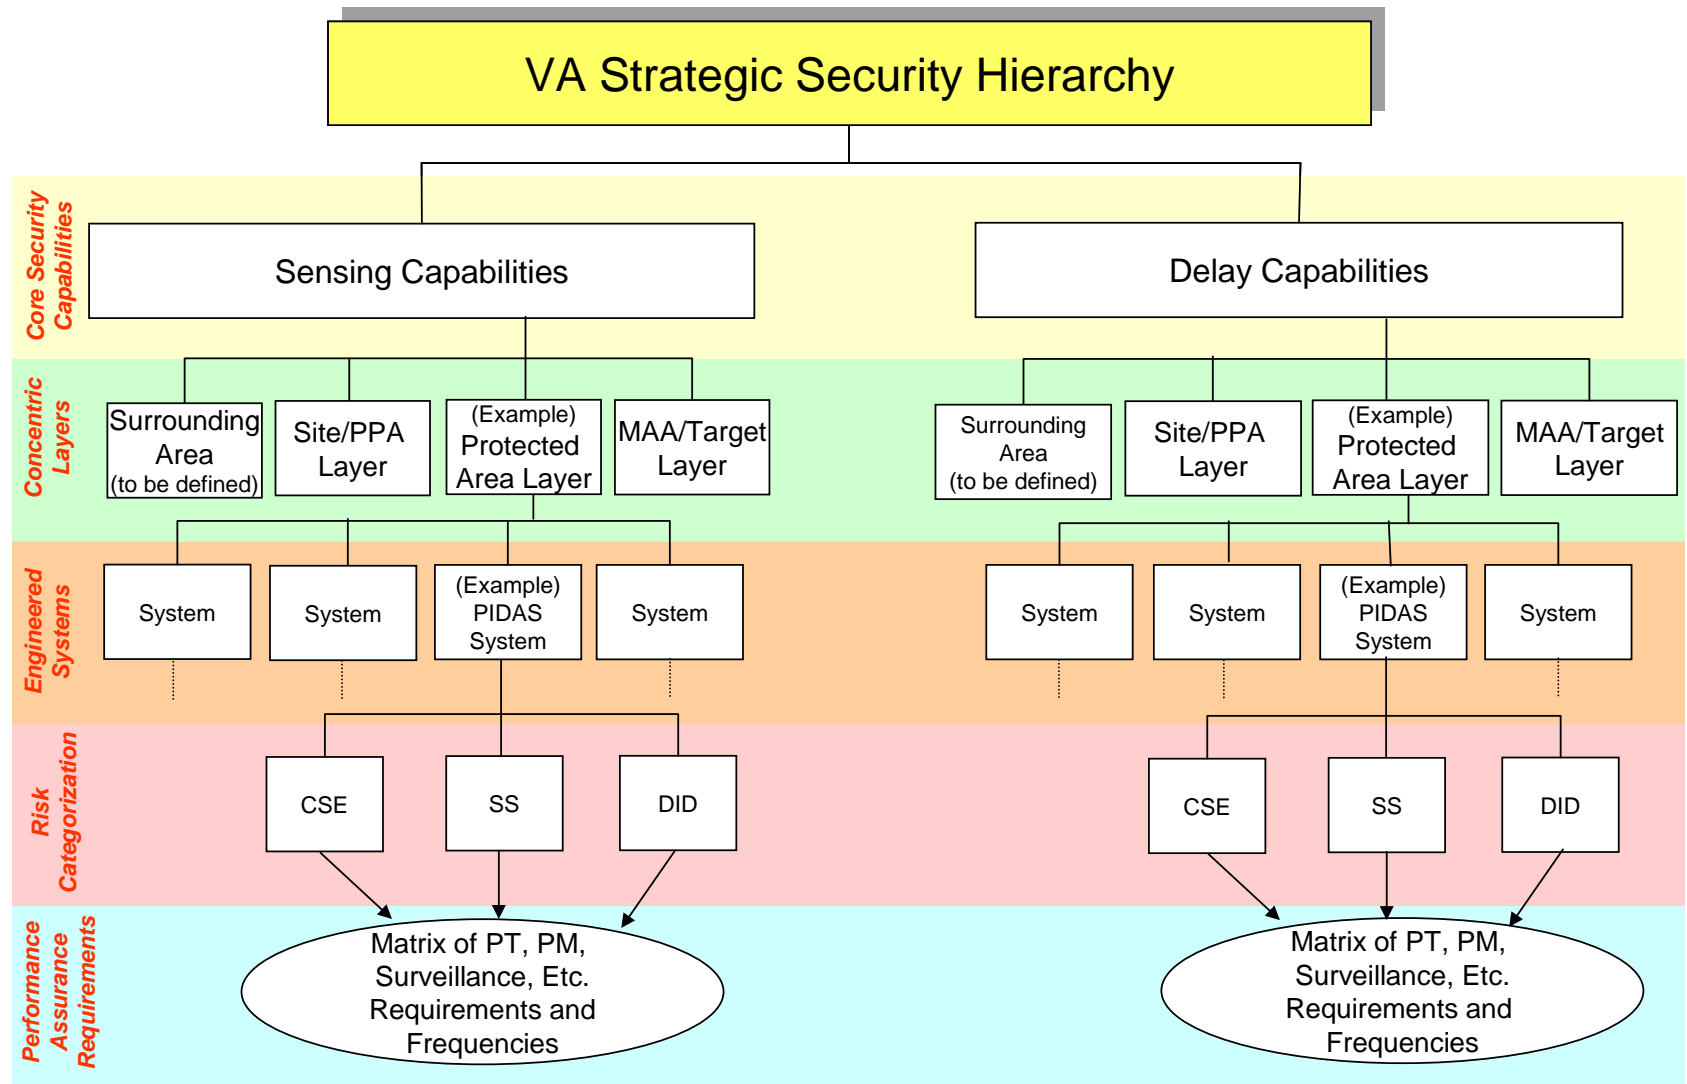 VA Strategic Security Hierarchy
Core Security
Capabilities
Sensing Capabilities
Delay Capabilities
Concentric
Layers
Surrounding
Area
(to be defined)
Site/PPA
Layer
(Example)
Protected
Area Layer
MAA/Target
Layer
Surrounding
Area
(to be defined)
Site/PPA
Layer
(Example)
Protected
Area Layer
MAA/Target
Layer
Engineered
Systems
System
System
(Example)
PIDAS
System
System
System
System
(Example)
PIDAS
System
System
Risk
Categorization
CSE
SS
DID
CSE
SS
DID
Performance
Assurance
Requirements
Matrix of PT, PM,
Surveillance, Etc.
Requirements and
Frequencies
Matrix of PT, PM,
Surveillance, Etc.
Requirements and
Frequencies